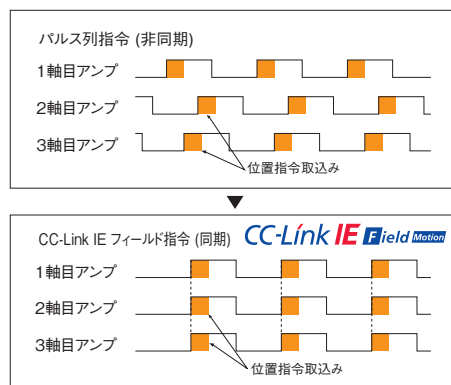 パルス列指令 (非同期)
1軸目アンプ
2軸目アンプ
3軸目アンプ
位置指令取込み
CC-Link IE フィールド指令 (同期) CC-Link IE Field Motion
1軸目アンプ
2軸目アンプ
3軸目アンプ
位置指令取込み